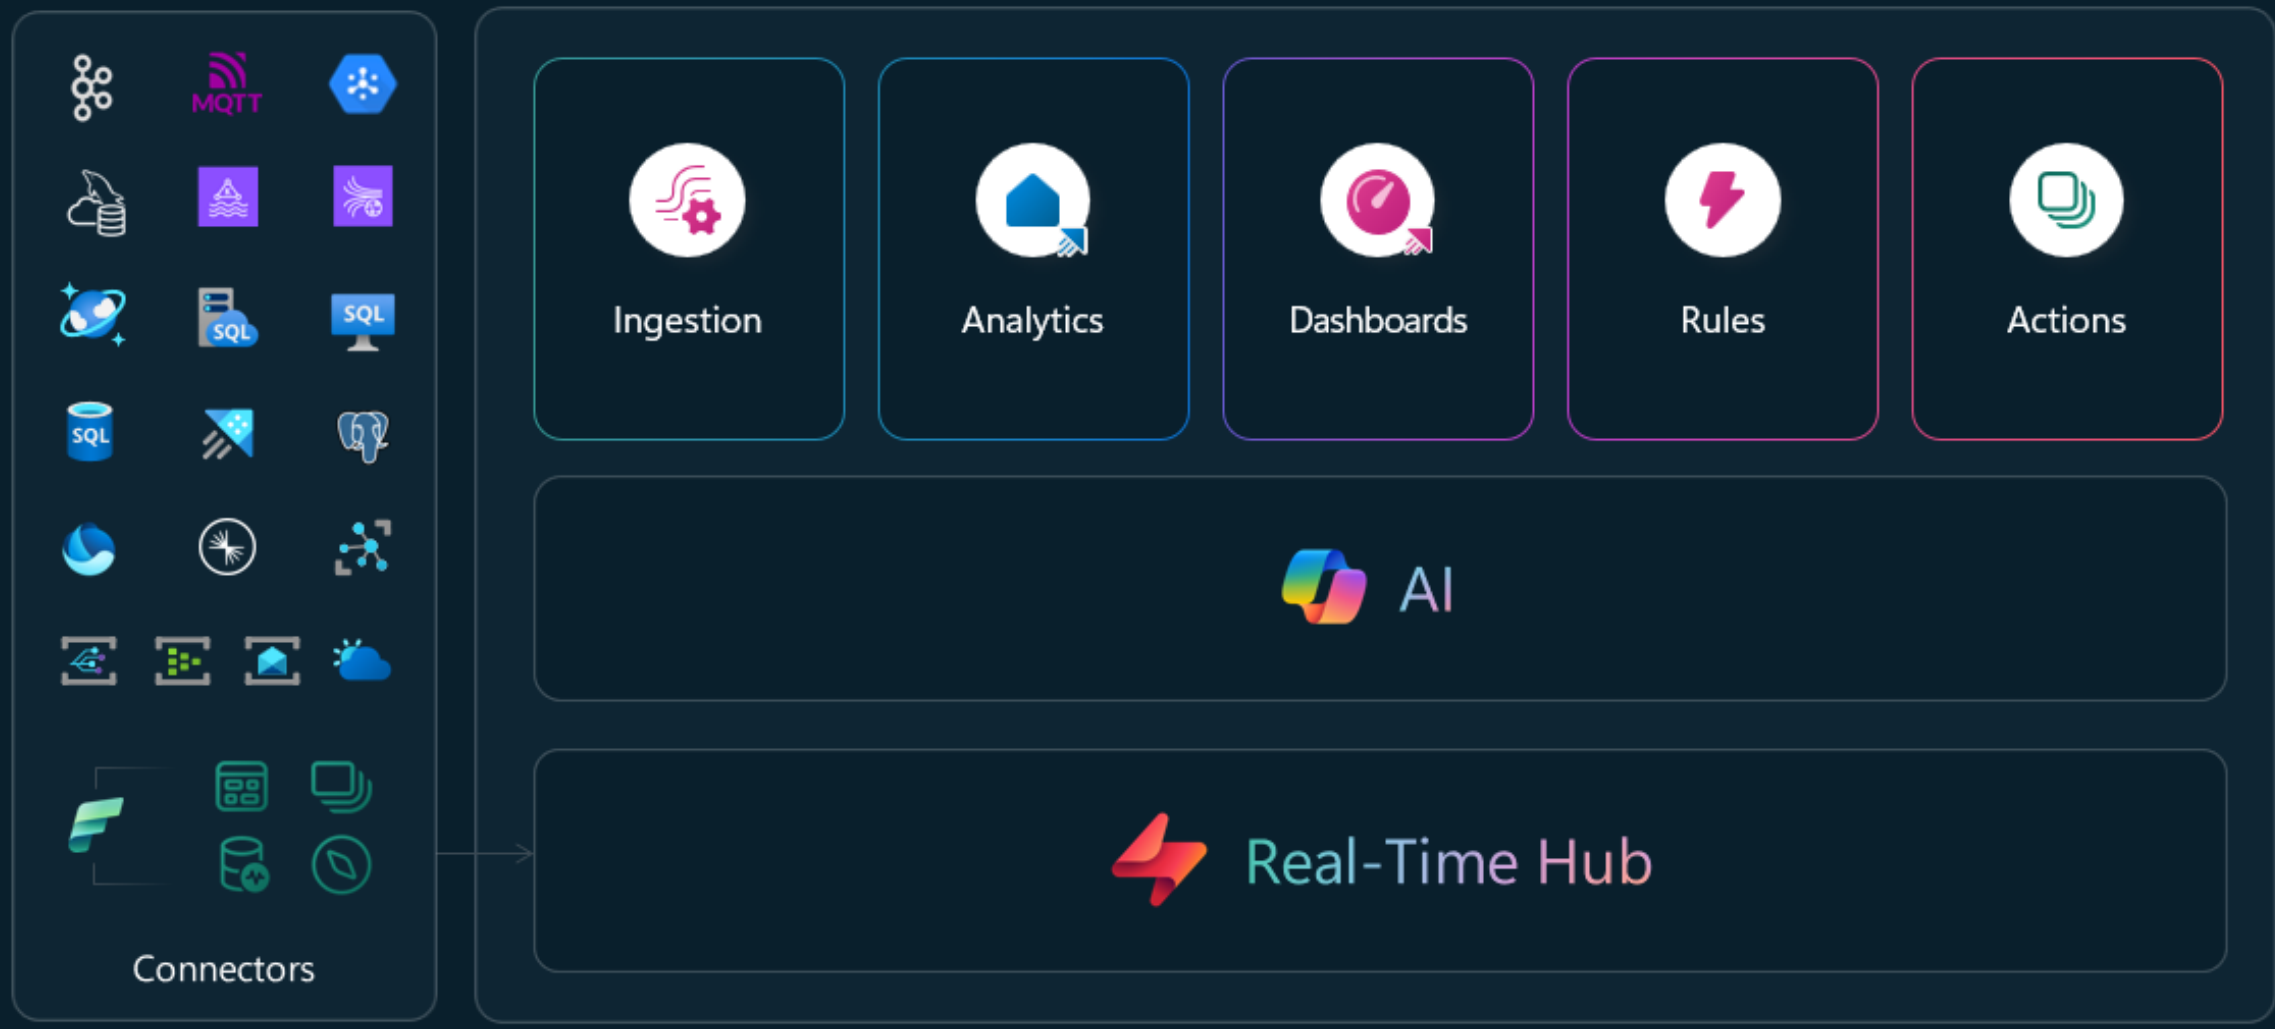 MQTT
SQL
SQL
SQL
Connectors
Ingestion
Analytics
Dashboards
Rules
Actions
AI
Real-Time Hub